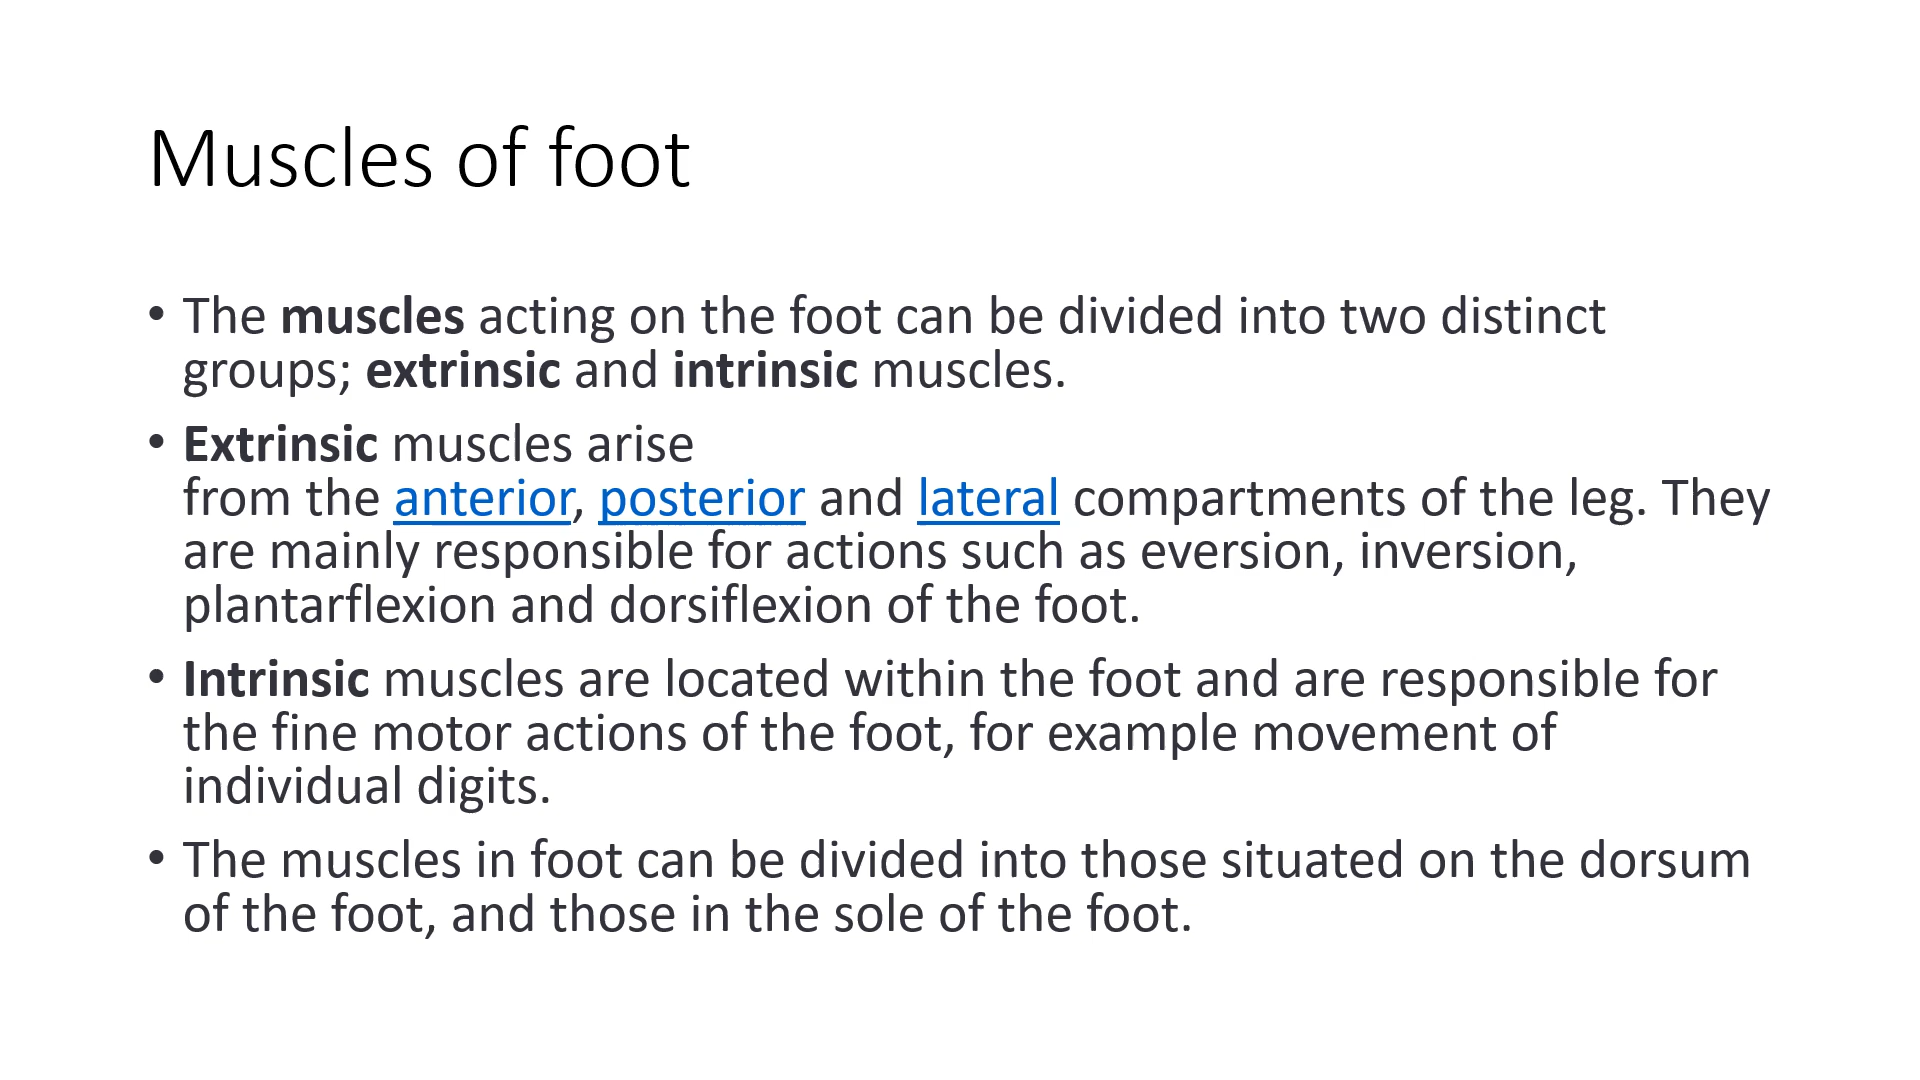 Muscles of foot
• The muscles acting on the foot can be divided into two distinct
groups; extrinsic and intrinsic muscles.
• Extrinsic muscles arise
from the anterior, posterior and lateral compartments of the leg. They
are mainly responsible for actions such as eversion, inversion,
plantarflexion and dorsiflexion of the foot.
• Intrinsic muscles are located within the foot and are responsible for
the fine motor actions of the foot, for example movement of
individual digits.
• The muscles in foot can be divided into those situated on the dorsum
of the foot, and those in the sole of the foot.